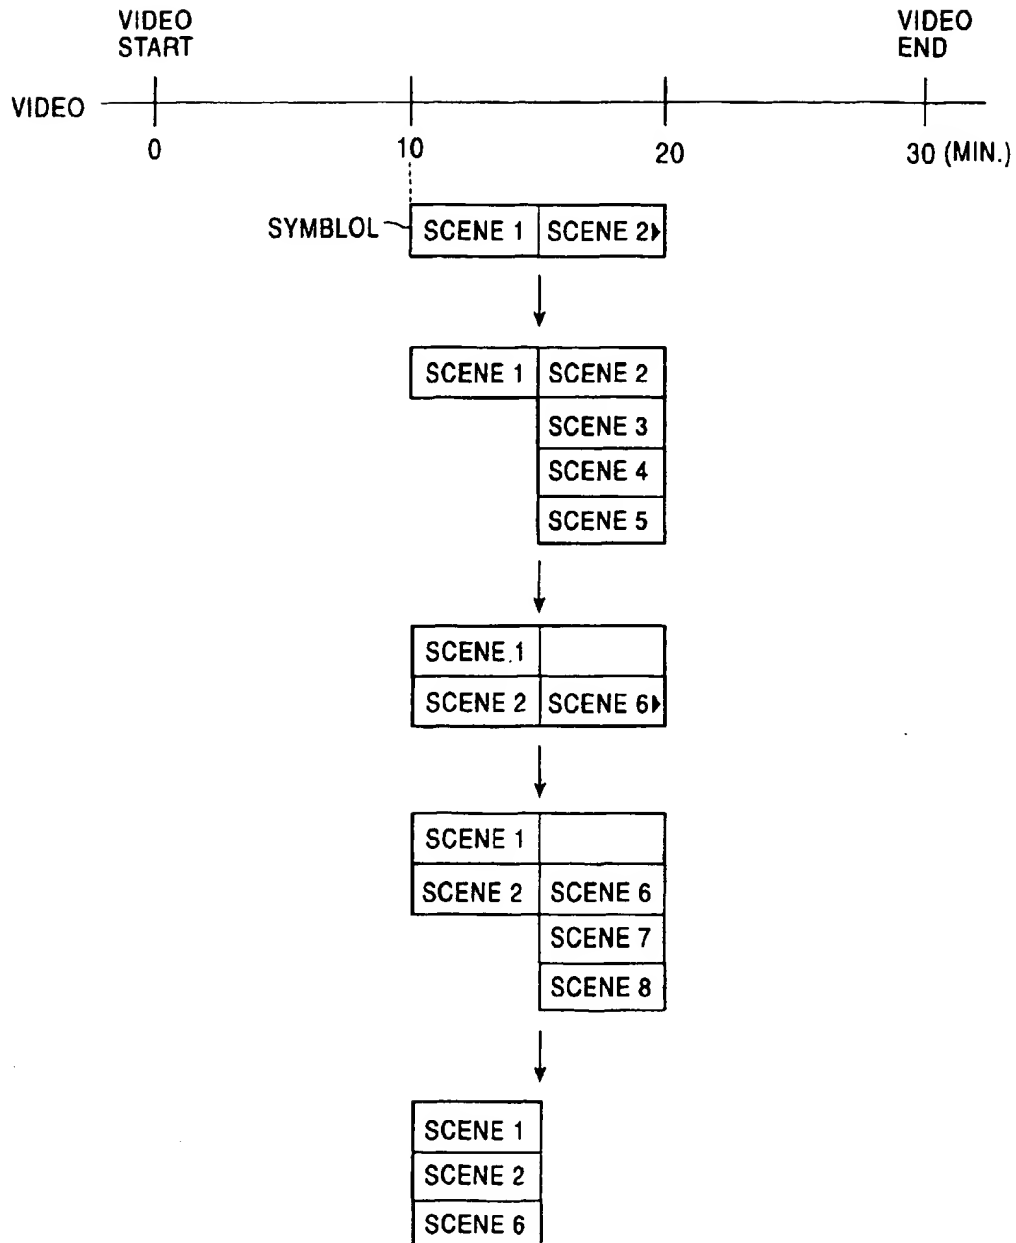 VIDEO START VIDEO END
VIDEO
0 10 20 30 (MIN.)
SYMBLOL SCENE 1 SCENE 2
SCENE 1 SCENE 2
SCENE 3
SCENE 4
SCENE 5
SCENE 1
SCENE 2 SCENE 6
SCENE 1
SCENE 2 SCENE 6
SCENE 7
SCENE 8
SCENE 1
SCENE 2
SCENE 6